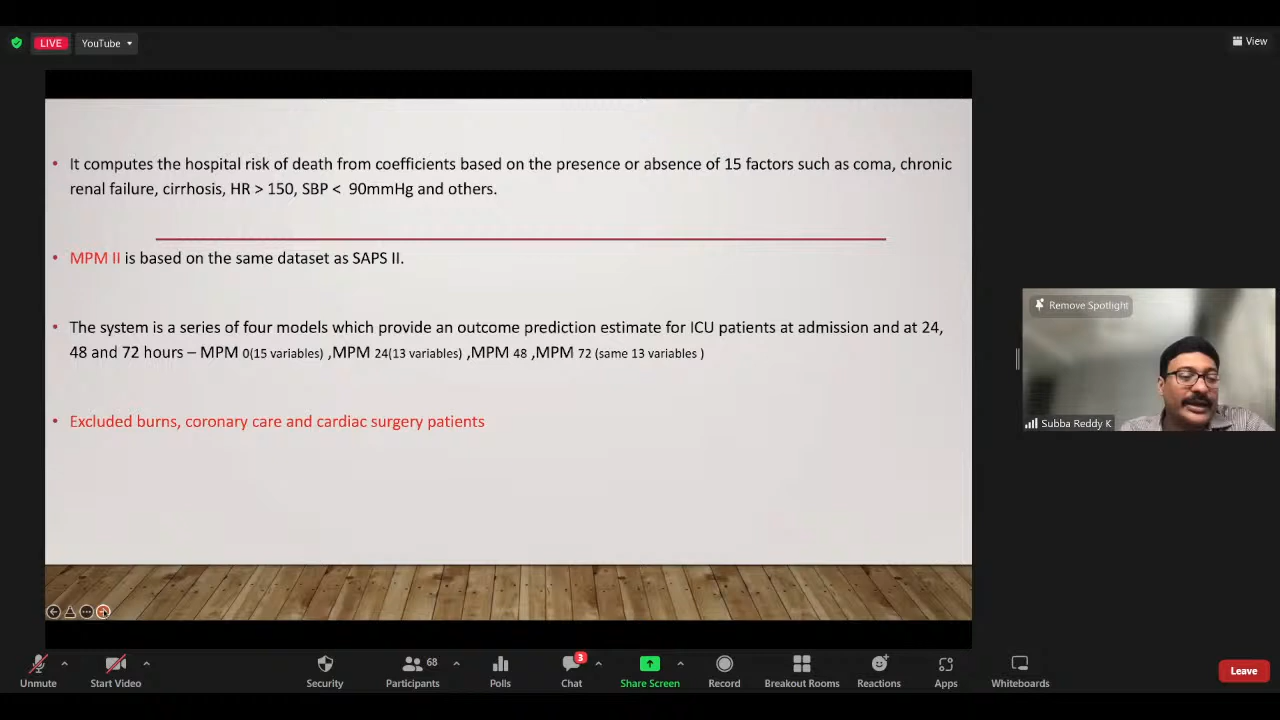 LIVE
YouTube
View
• It computes the hospital risk of death from coefficients based on the presence or absence of 15 factors such as coma, chronic
renal failure, cirrhosis, HR > 150, SBP < 90mmHg and others.
• MPM II is based on the same dataset as SAPS II.
• The system is a series of four models which provide an outcome prediction estimate for ICU patients at admission and at 24,
48 and 72 hours – MPM 0(15 variables) ,MPM 24(13 variables) ,MPM 48 ,MPM 72 (same 13 variables )
• Excluded burns, coronary care and cardiac surgery patients
Remove Spotlight
Subba Reddy K
68
3
Unmute
Start Video
Security
Participants
Polls
Chat
Share Screen
Record
Breakout Rooms
Reactions
Apps
Whiteboards
Leave